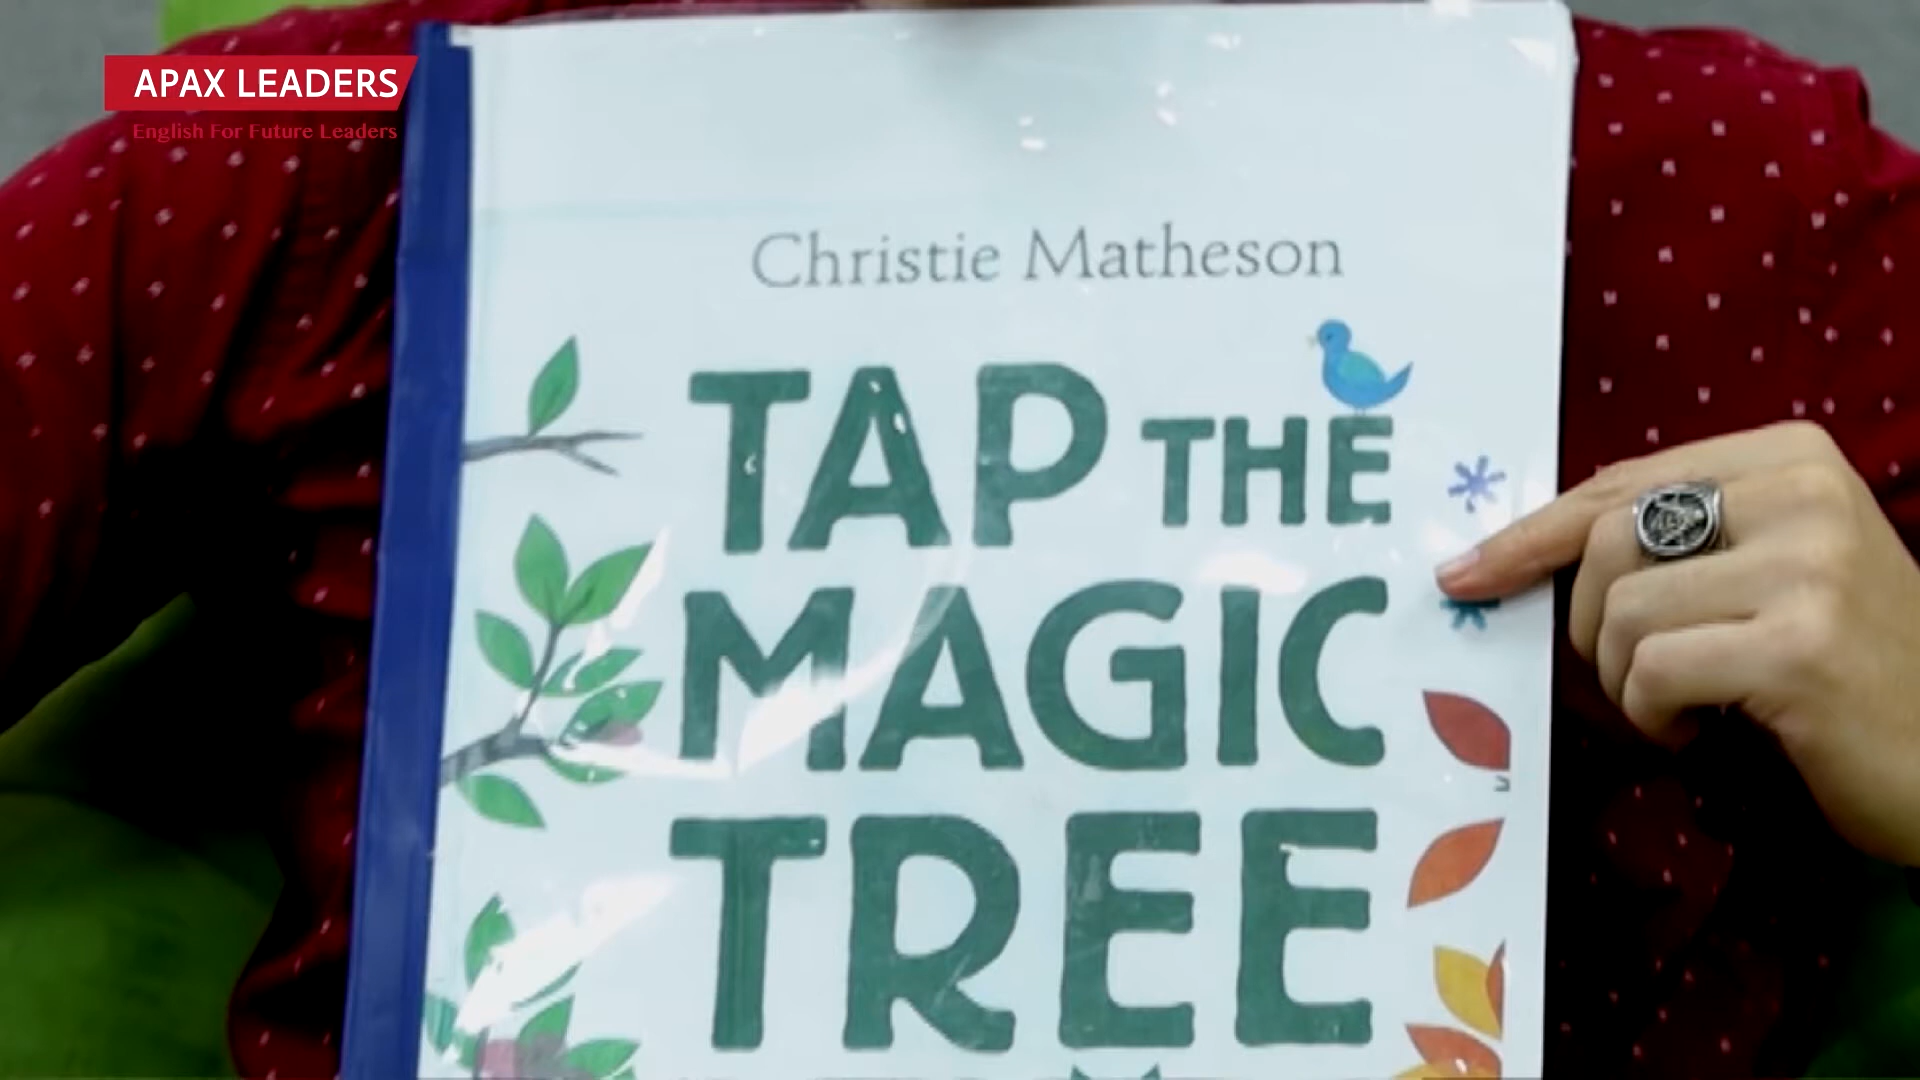 APAX LEADERS
English For Future Leaders
Christie Matheson
TAP THE
MAGIC
TREE